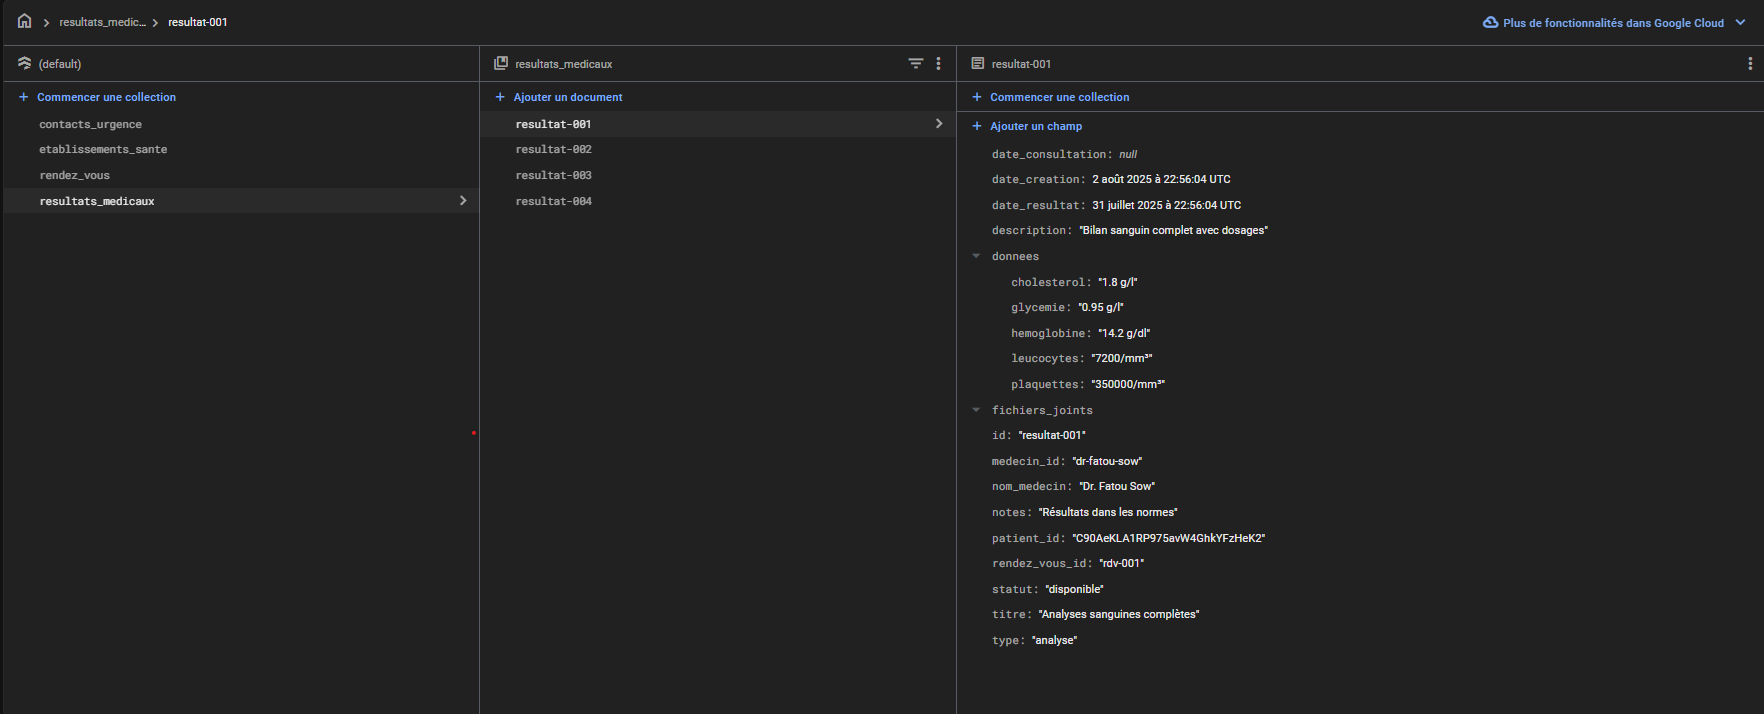 resultats_medic...
resultat-001
Plus de fonctionnalités dans Google Cloud
(default)
Commencer une collection
contacts_urgence
etablissements_sante
rendez_vous
resultats_medicaux
resultats_medicaux
Ajouter un document
resultat-001
resultat-002
resultat-003
resultat-004
resultat-001
Commencer une collection
Ajouter un champ
date_consultation: null
date_creation: 2 août 2025 à 22:56:04 UTC
date_resultat: 31 juillet 2025 à 22:56:04 UTC
description: "Bilan sanguin complet avec dosages"
donnees
cholesterol: "1.8 g/l"
glycemie: "0.95 g/l"
hemoglobine: "14.2 g/dl"
leucocytes: "7200/mm³"
plaquettes: "350000/mm³"
fichiers_joints
id: "resultat-001"
medecin_id: "dr-fatou-sow"
nom_medecin: "Dr. Fatou Sow"
notes: "Résultats dans les normes"
patient_id: "C90AeKLA1RP975avW4GhkYFzHeK2"
rendez_vous_id: "rdv-001"
statut: "disponible"
titre: "Analyses sanguines complètes"
type: "analyse"